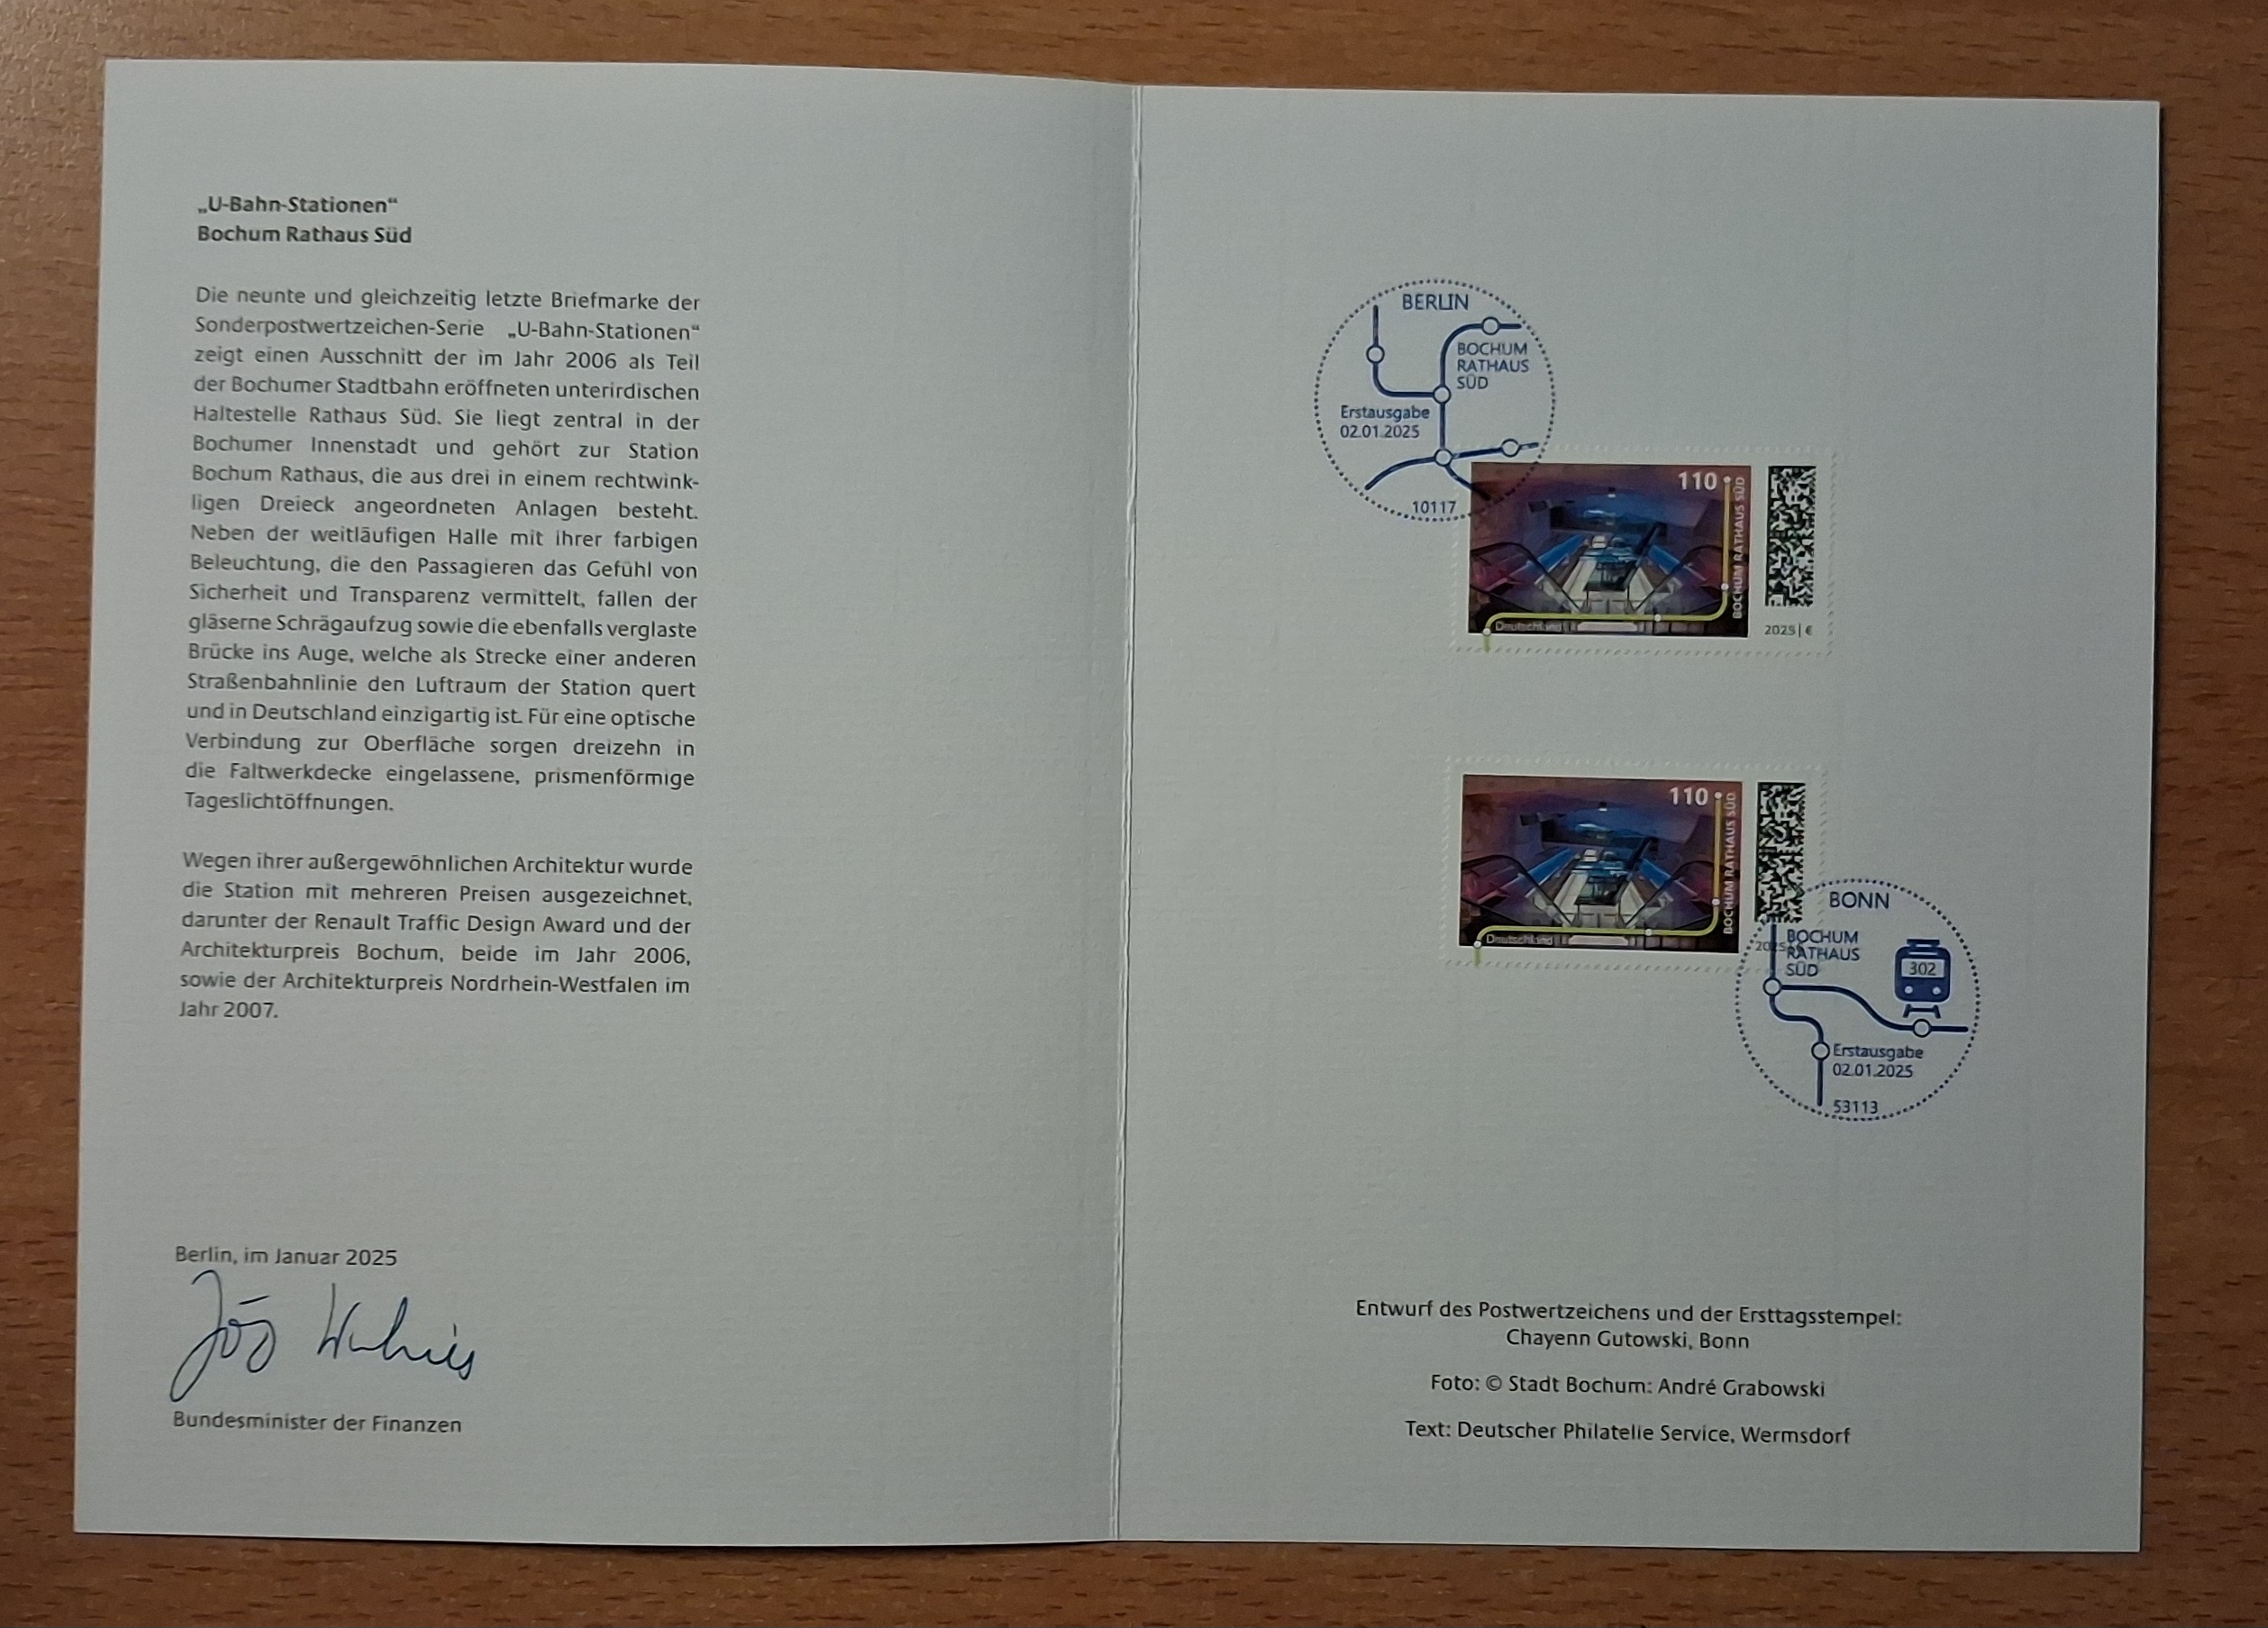 „U-Bahn-Stationen“
Bochum Rathaus Süd
Die neunte und gleichzeitig letzte Briefmarke der
Sonderpostwertzeichen-Serie „U-Bahn-Stationen“
zeigt einen Ausschnitt der im Jahr 2006 als Teil
der Bochumer Stadtbahn eröffneten unterirdischen
Haltestelle Rathaus Süd. Sie liegt zentral in der
Bochumer Innenstadt und gehört zur Station
Bochum Rathaus, die aus drei in einem rechtwink-
ligen Dreieck angeordneten Anlagen besteht.
Neben der weitläufigen Halle mit ihrer farbigen
Beleuchtung, die den Passagieren das Gefühl von
Sicherheit und Transparenz vermittelt, fallen der
gläserne Schrägaufzug sowie die ebenfalls verglaste
Brücke ins Auge, welche als Strecke einer anderen
Straßenbahnlinie den Luftraum der Station quert
und in Deutschland einzigartig ist. Für eine optische
Verbindung zur Oberfläche sorgen dreizehn in
die Faltwerkdecke eingelassene, prismenförmige
Tageslichtöffnungen.
Wegen ihrer außergewöhnlichen Architektur wurde
die Station mit mehreren Preisen ausgezeichnet,
darunter der Renault Traffic Design Award und der
Architekturpreis Bochum, beide im Jahr 2006,
sowie der Architekturpreis Nordrhein-Westfalen im
Jahr 2007.
Berlin, im Januar 2025
Bundesminister der Finanzen
BERLIN
BOCHUM
RATHAUS
SÜD
Erstausgabe
02.01.2025
10117
110
BOCHUM RATHAUS SÜD
Deutschland
2025 | €
110
BOCHUM RATHAUS SÜD
Deutschland
2025
BONN
BOCHUM
RATHAUS
SÜD
302
Erstausgabe
02.01.2025
53113
Entwurf des Postwertzeichens und der Ersttagsstempel:
Chayenn Gutowski, Bonn
Foto: © Stadt Bochum: André Grabowski
Text: Deutscher Philatelie Service, Wermsdorf